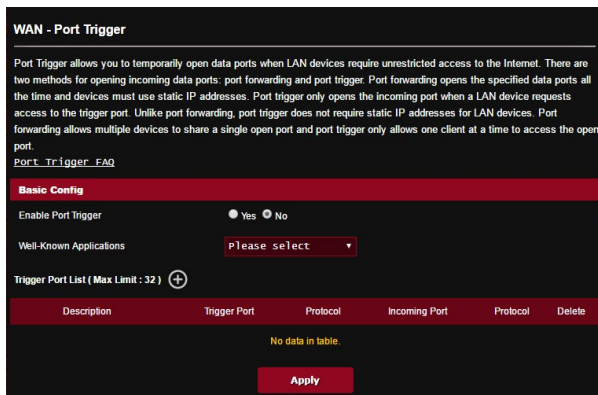 WAN - Port Trigger
Port Trigger allows you to temporarily open data ports when LAN devices require unrestricted access to the Internet. There are
two methods for opening incoming data ports: port forwarding and port trigger. Port forwarding opens the specified data ports all
the time and devices must use static IP addresses. Port trigger only opens the incoming port when a LAN device requests
access to the trigger port. Unlike port forwarding, port trigger does not require static IP addresses for LAN devices. Port
forwarding allows multiple devices to share a single open port and port trigger only allows one client at a time to access the open
port.
Port Trigger FAQ
Basic Config
Enable Port Trigger Yes No
Well-Known Applications Please select
Trigger Port List ( Max Limit : 32 )
Description Trigger Port Protocol Incoming Port Protocol Delete
No data in table.
Apply